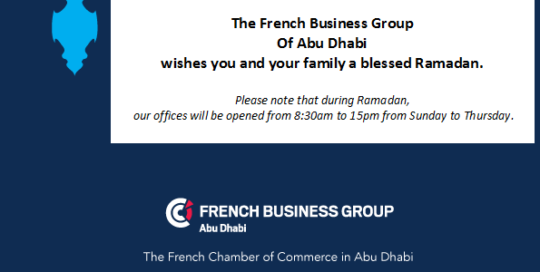 The French Business Group
Of Abu Dhabi
wishes you and your family a blessed Ramadan.
Please note that during Ramadan,
our offices will be opened from 8:30am to 15pm from Sunday to Thursday.
FRENCH BUSINESS GROUP
Abu Dhabi
The French Chamber of Commerce in Abu Dhabi